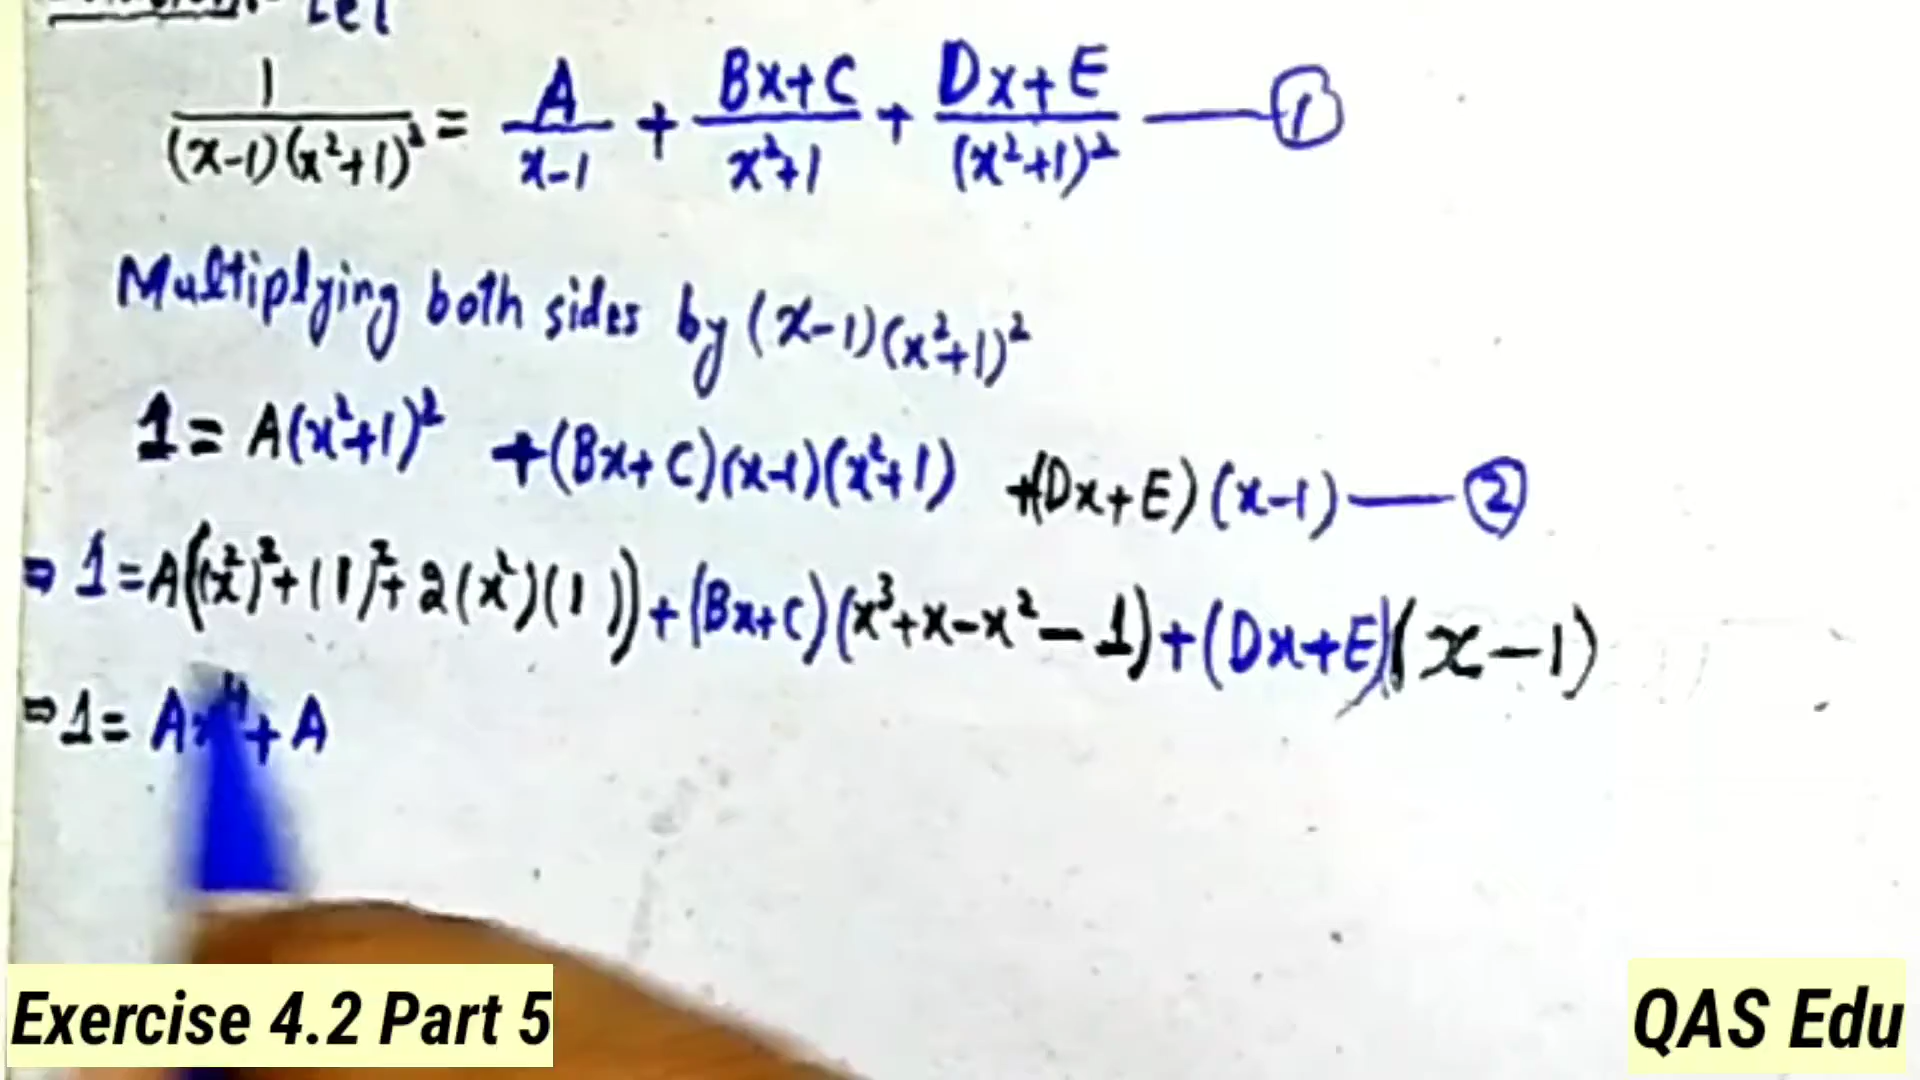 Let
1/((x-1)(x²+1)²) = A/(x-1) + (Bx+C)/(x²+1) + (Dx+E)/(x²+1)² —— ①
Multiplying both sides by (x-1)(x²+1)²
1 = A(x²+1)² + (Bx+C)(x-1)(x²+1) + (Dx+E)(x-1) —— ②
⇒ 1 = A((x²)²+(1)²+2(x²)(1)) + (Bx+C)(x³+x-x²-1) + (Dx+E)(x-1)
⇒ 1 = Ax⁴ + A
Exercise 4.2 Part 5
QAS Edu